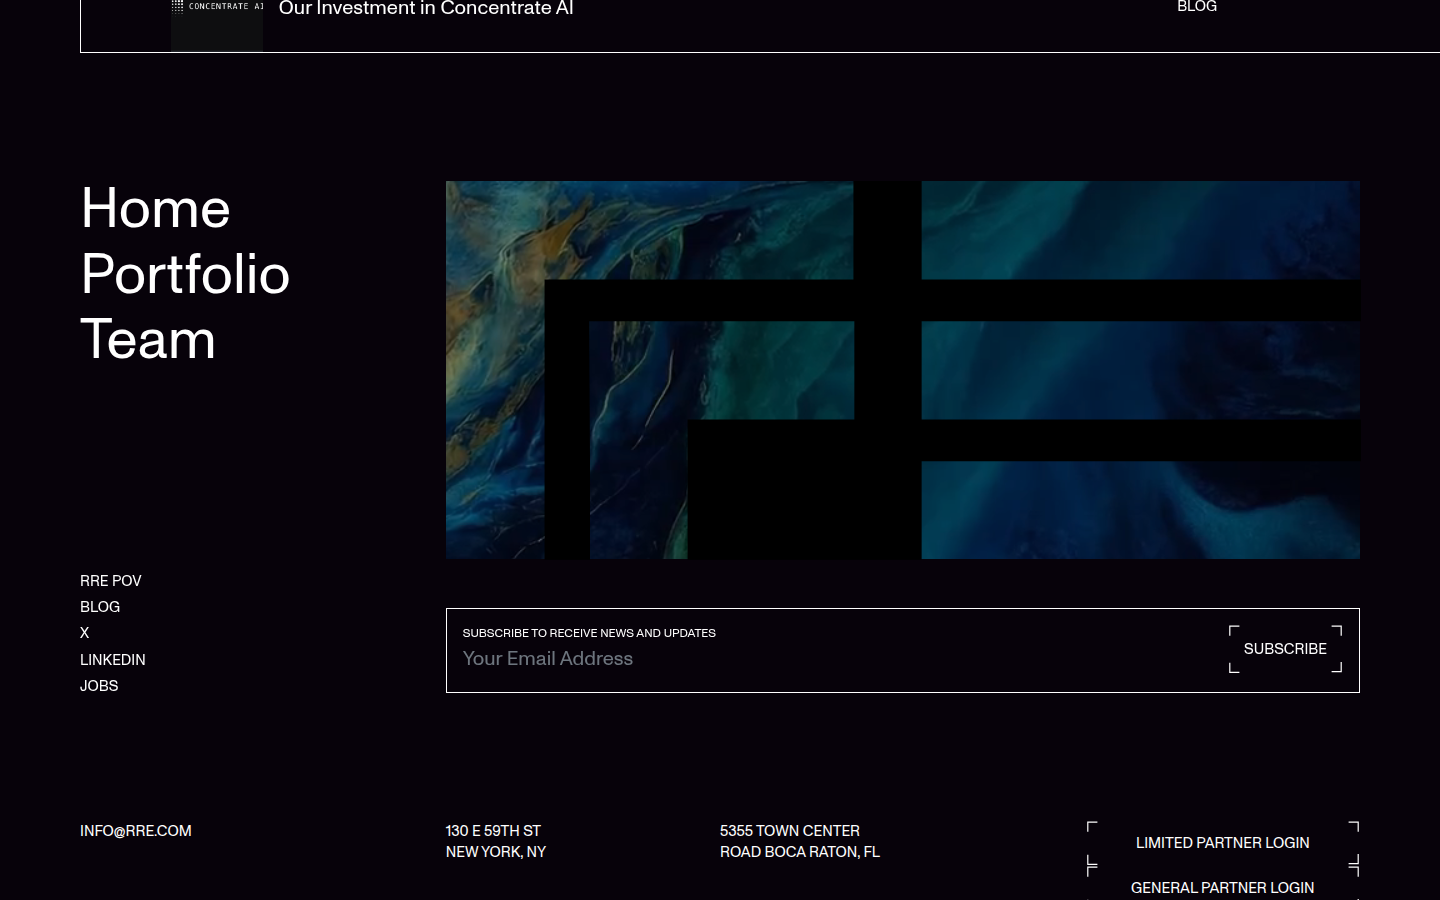 CONCENTRATE AI
Our Investment in Concentrate AI
BLOG
Home
Portfolio
Team
RRE POV
BLOG
X
LINKEDIN
JOBS
SUBSCRIBE TO RECEIVE NEWS AND UPDATES
Your Email Address
SUBSCRIBE
INFO@RRE.COM
130 E 59TH ST
NEW YORK, NY
5355 TOWN CENTER
ROAD BOCA RATON, FL
LIMITED PARTNER LOGIN
GENERAL PARTNER LOGIN